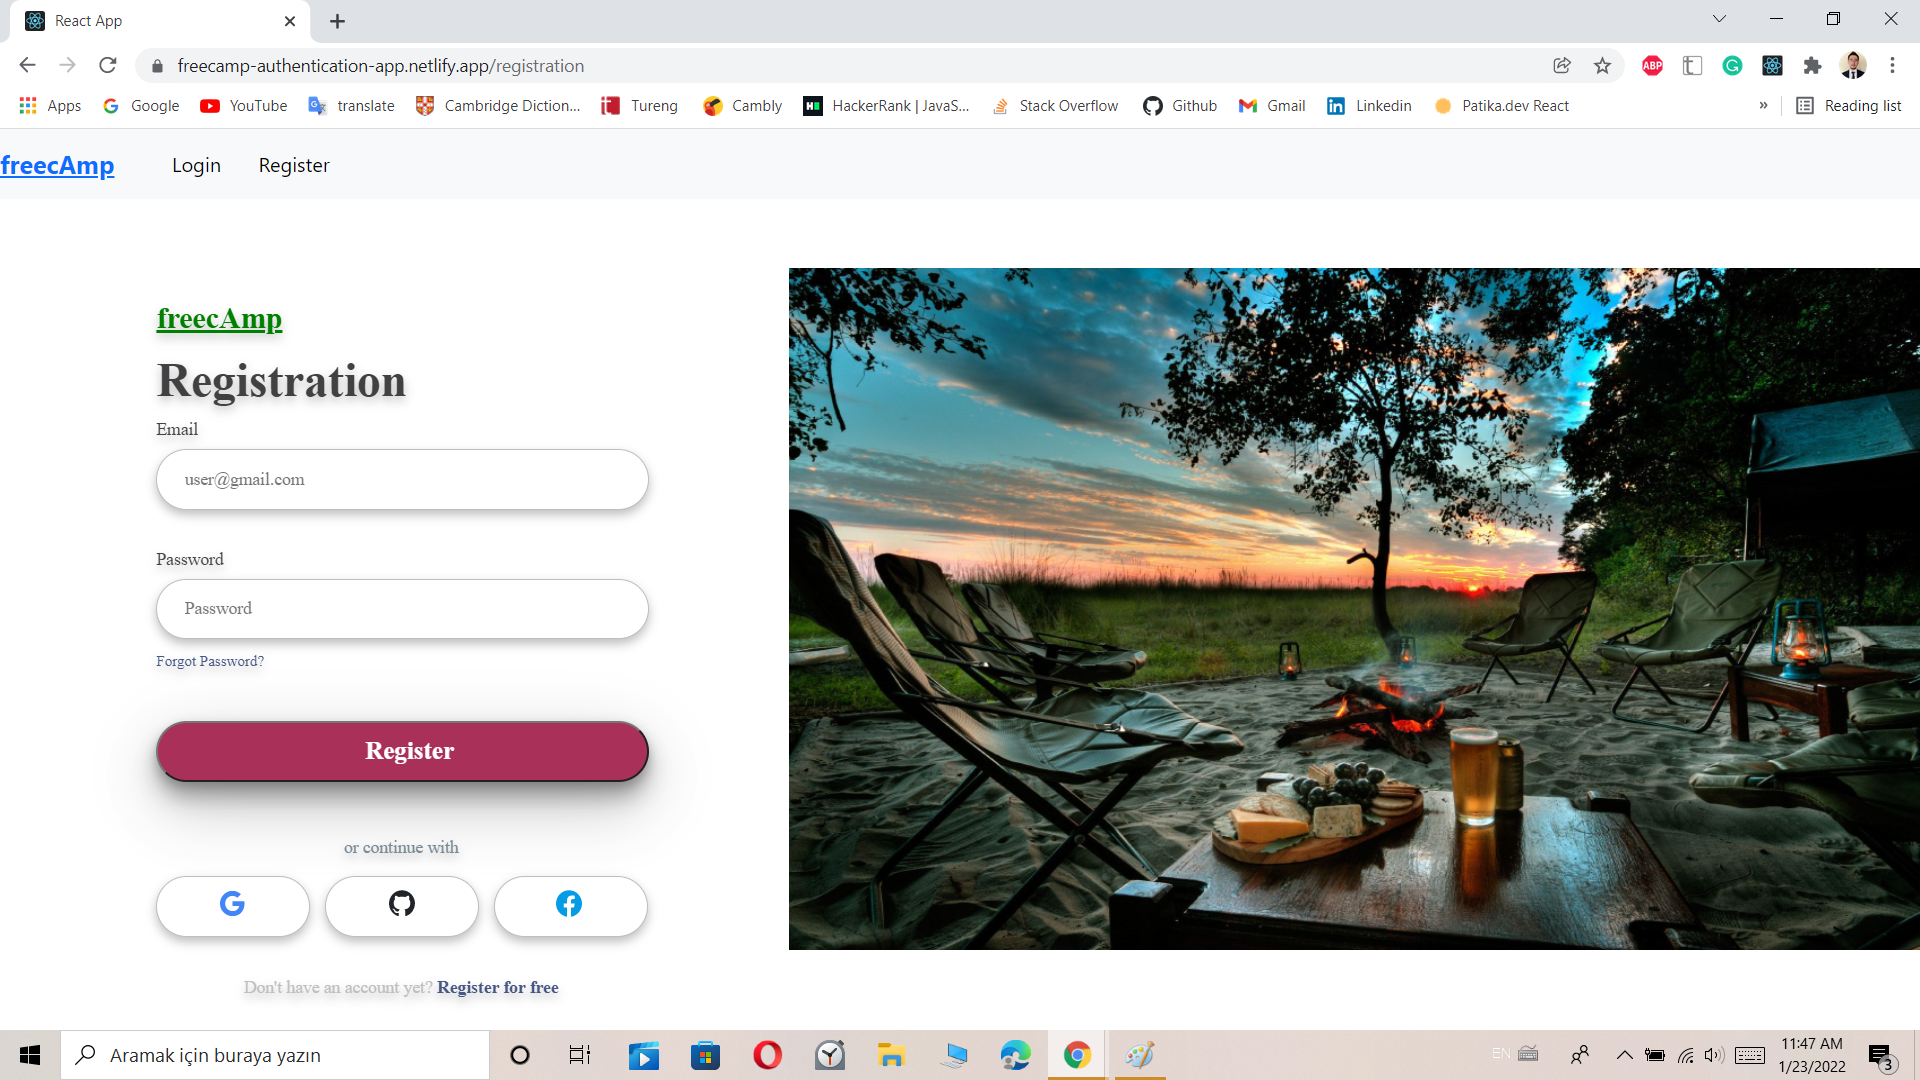 React App
freecamp-authentication-app.netlify.app/registration
ABP
Apps Google YouTube translate Cambridge Diction... Tureng Cambly HackerRank | JavaS... Stack Overflow Github Gmail Linkedin Patika.dev React » Reading list
freecAmp Login Register
freecAmp
Registration
Email
user@gmail.com
Password
Password
Forgot Password?
Register
or continue with
Don't have an account yet? Register for free
Aramak için buraya yazın
EN
11:47 AM
1/23/2022
3